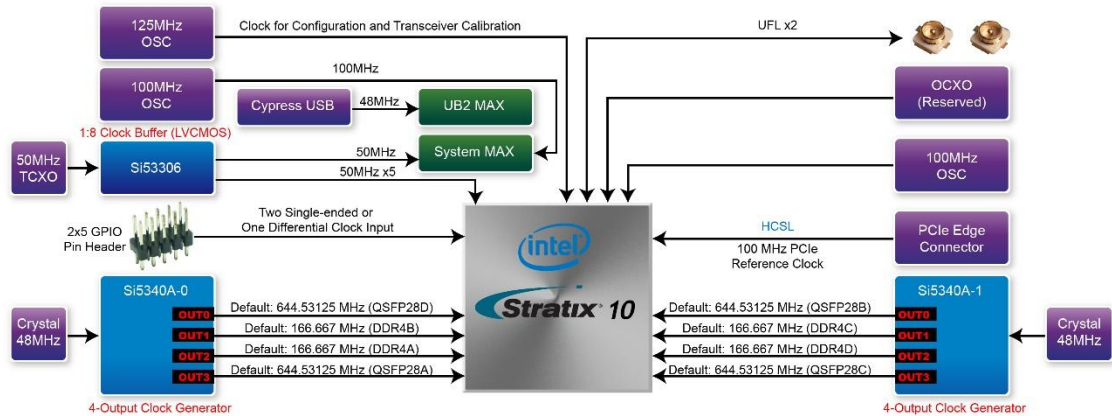 125MHz
OSC
Clock for Configuration and Transceiver Calibration
UFL x2
100MHz
OSC
100MHz
Cypress USB
48MHz
UB2 MAX
OCXO
(Reserved)
1:8 Clock Buffer (LVCMOS)
50MHz
TCXO
Si53306
50MHz
System MAX
50MHz x5
100MHz
OSC
2x5 GPIO
Pin Header
Two Single-ended or
One Differential Clock Input
intel
Stratix® 10
HCSL
100 MHz PCIe
Reference Clock
PCIe Edge
Connector
Si5340A-0
Crystal
48MHz
OUT0
Default: 644.53125 MHz (QSFP28D)
OUT1
Default: 166.667 MHz (DDR4B)
OUT2
Default: 166.667 MHz (DDR4A)
OUT3
Default: 644.53125 MHz (QSFP28A)
4-Output Clock Generator
Si5340A-1
Default: 644.53125 MHz (QSFP28B)
OUT0
Default: 166.667 MHz (DDR4C)
OUT1
Default: 166.667 MHz (DDR4D)
OUT2
Default: 644.53125 MHz (QSFP28C)
OUT3
Crystal
48MHz
4-Output Clock Generator